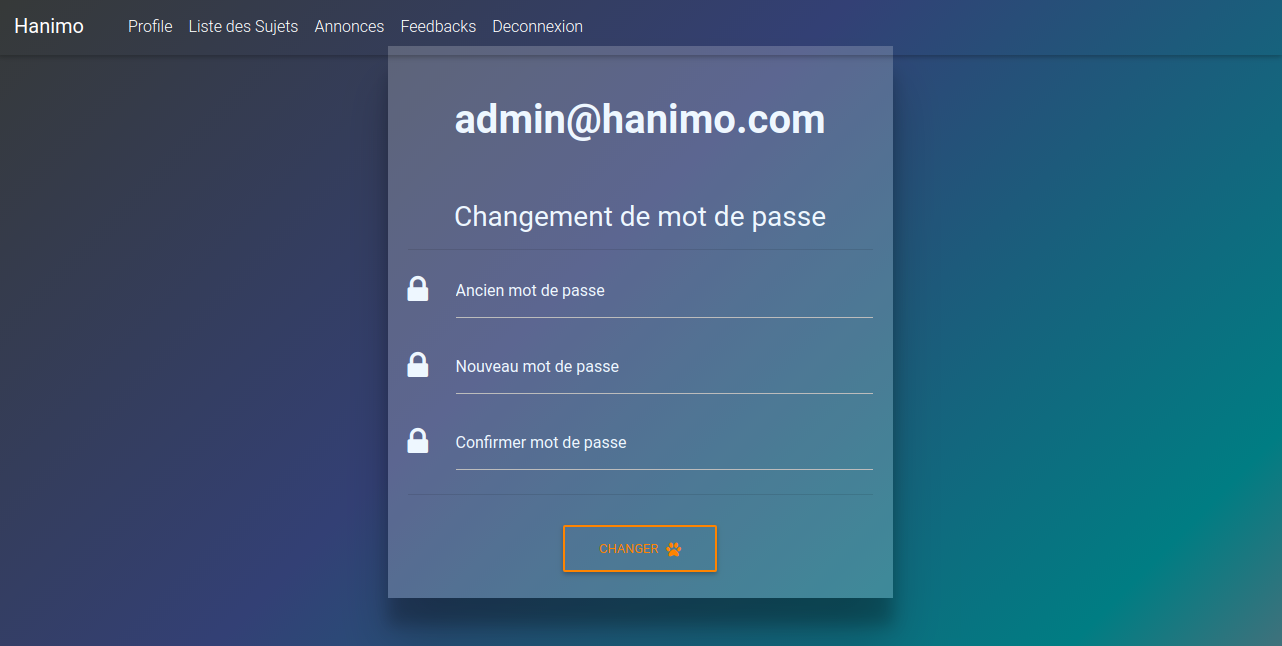 Hanimo Profile Liste des Sujets Annonces Feedbacks Deconnexion
admin@hanimo.com
Changement de mot de passe
Ancien mot de passe
Nouveau mot de passe
Confirmer mot de passe
CHANGER